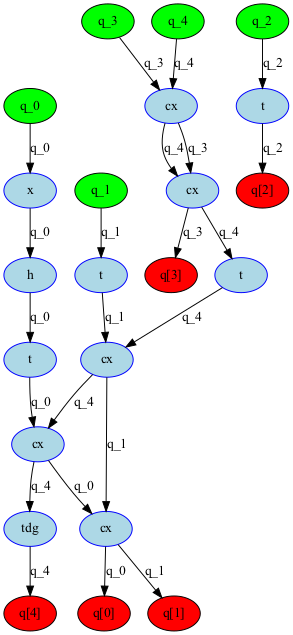 q_3 q_4 q_2
q_3 q_4 q_2
q_0 cx t
q_0 q_4 q_3 q_2
x q_1 cx q[2]
q_0 q_1 q_3 q_4
h t q[3] t
q_0 q_1 q_4
t cx
q_0 q_4 q_1
cx
q_4 q_0
tdg cx
q_4 q_0 q_1
q[4] q[0] q[1]